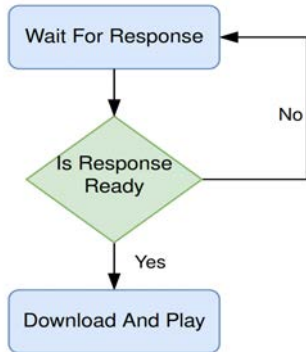 Wait For Response
No
Is Response
Ready
Yes
Download And Play